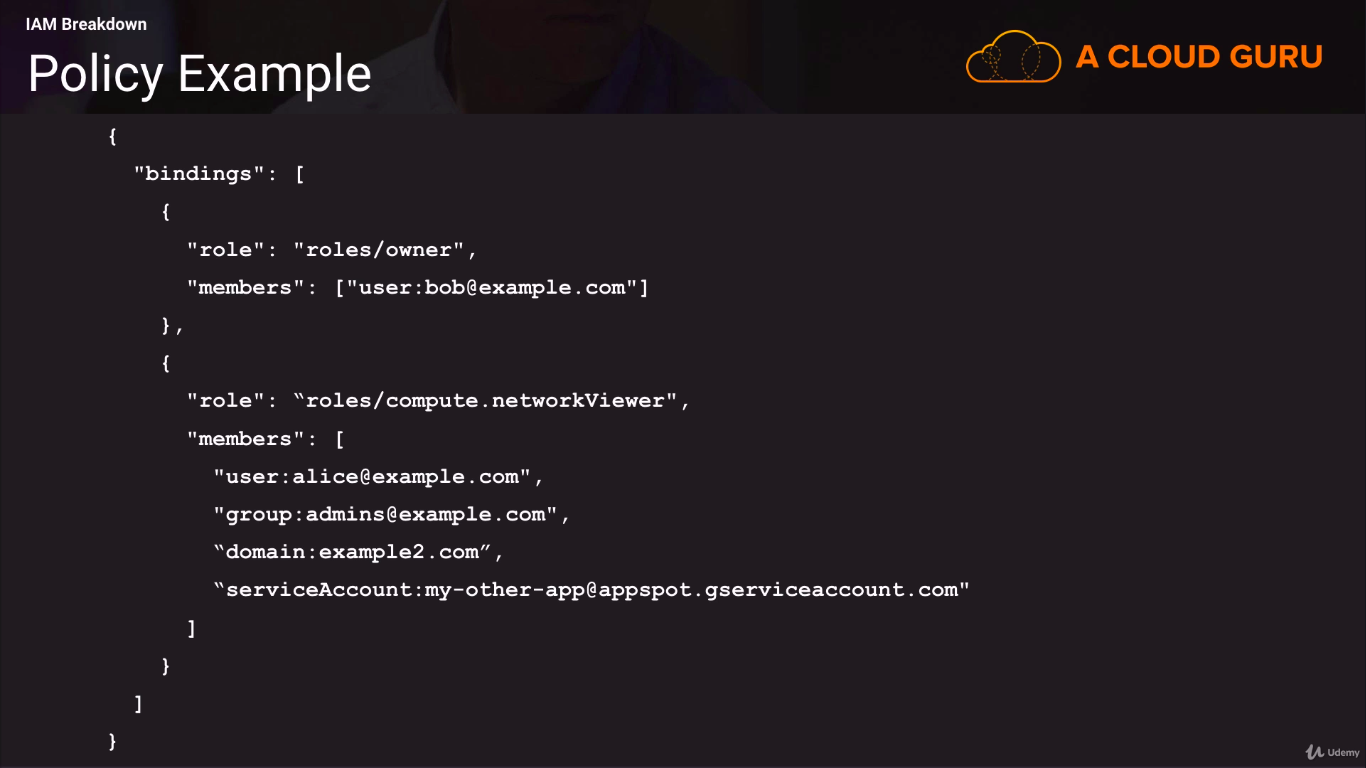 IAM Breakdown
Policy Example
A CLOUD GURU
{
"bindings": [
{
"role": "roles/owner",
"members": ["user:bob@example.com"]
},
{
"role": “roles/compute.networkViewer",
"members": [
"user:alice@example.com",
"group:admins@example.com",
“domain:example2.com”,
“serviceAccount:my-other-app@appspot.gserviceaccount.com"
]
}
]
}
Udemy